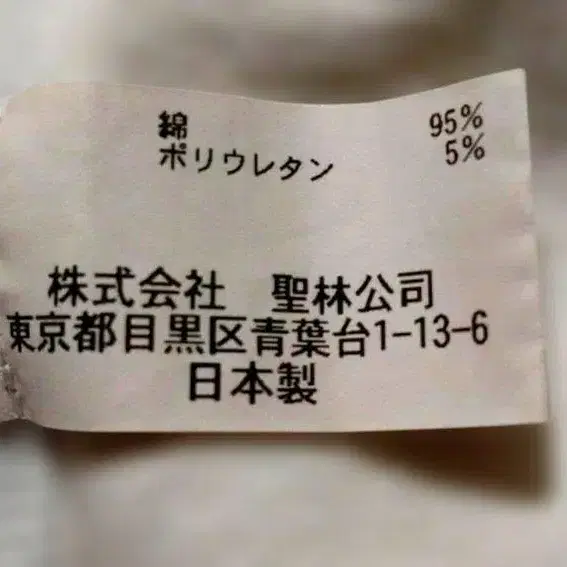 綿 95%
ポリウレタン 5%
株式会社 聖林公司
東京都目黒区青葉台1-13-6
日本製